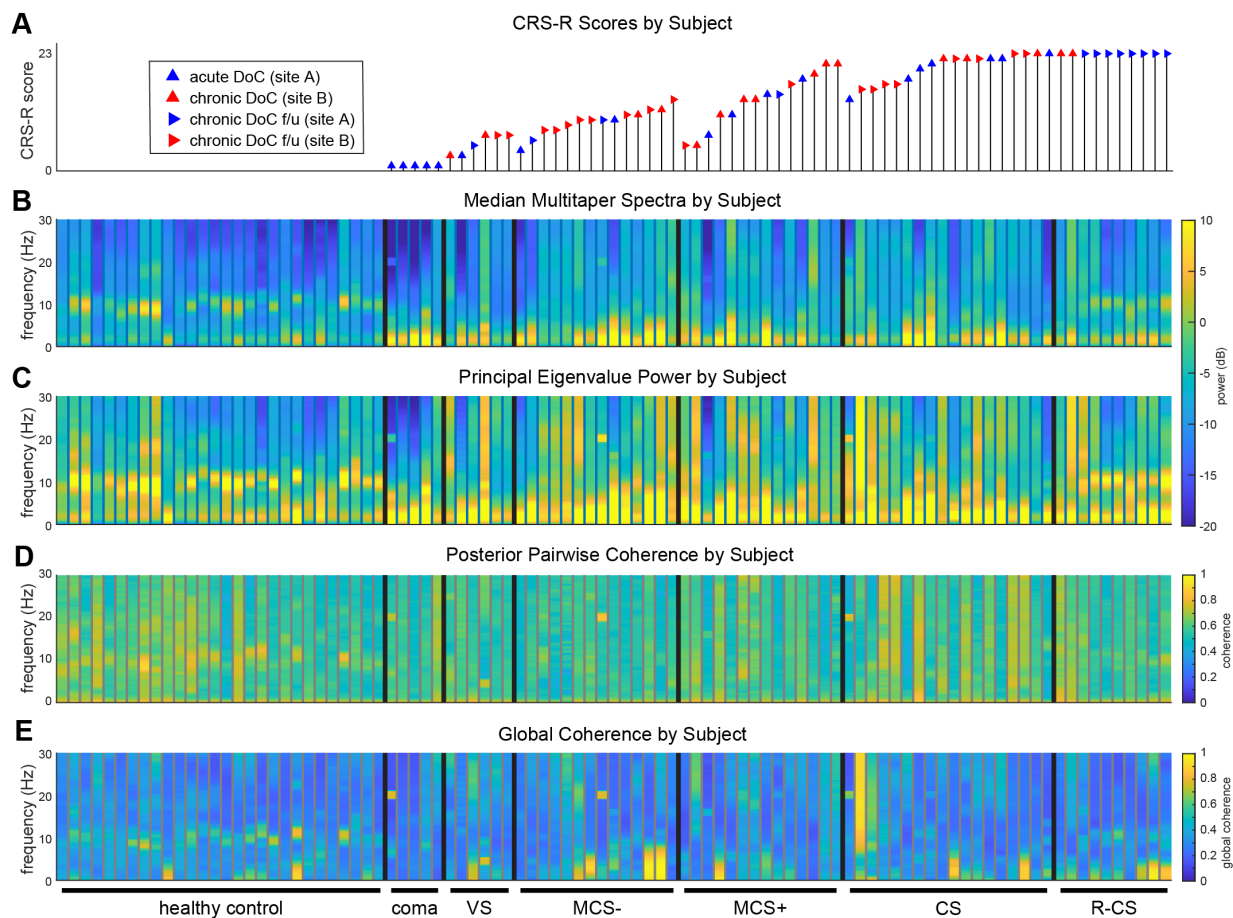 A
CRS-R Scores by Subject
CRS-R score
23
0
acute DoC (site A)
chronic DoC (site B)
chronic DoC f/u (site A)
chronic DoC f/u (site B)
B
Median Multitaper Spectra by Subject
frequency (Hz)
30
20
10
0
C
Principal Eigenvalue Power by Subject
frequency (Hz)
30
20
10
0
10
5
0
-5
-10
-15
-20
power (dB)
D
Posterior Pairwise Coherence by Subject
frequency (Hz)
30
20
10
0
1
0.8
0.6
0.4
0.2
0
coherence
E
Global Coherence by Subject
frequency (Hz)
30
20
10
0
1
0.8
0.6
0.4
0.2
0
global coherence
healthy control coma VS MCS- MCS+ CS R-CS